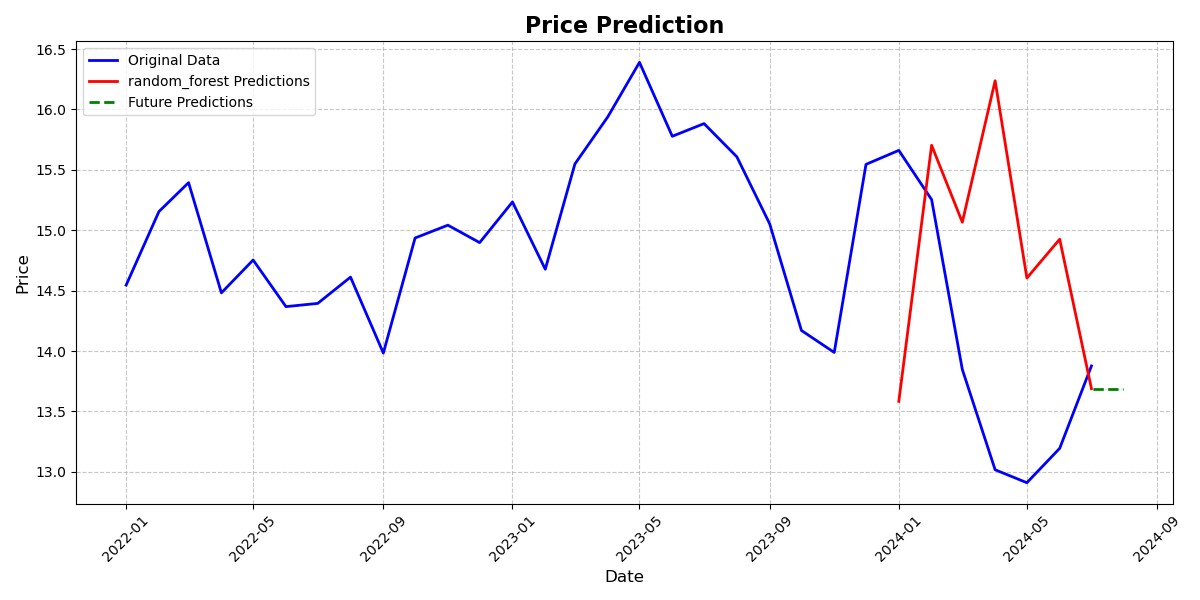 Price Prediction
Original Data
random_forest Predictions
Future Predictions
Price
16.5
16.0
15.5
15.0
14.5
14.0
13.5
13.0
2022-01
2022-05
2022-09
2023-01
2023-05
2023-09
2024-01
2024-05
2024-09
Date